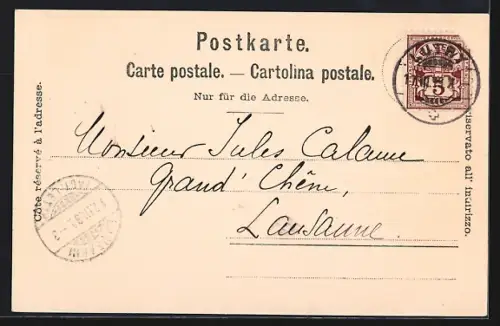 Postkarte.
Carte postale. — Cartolina postale.
Nur für die Adresse.
Côté réservé à l'adresse.
riservato all' indirizzo.
5
Monsieur Jules Calame
Grand' Chêne,
Lausanne.